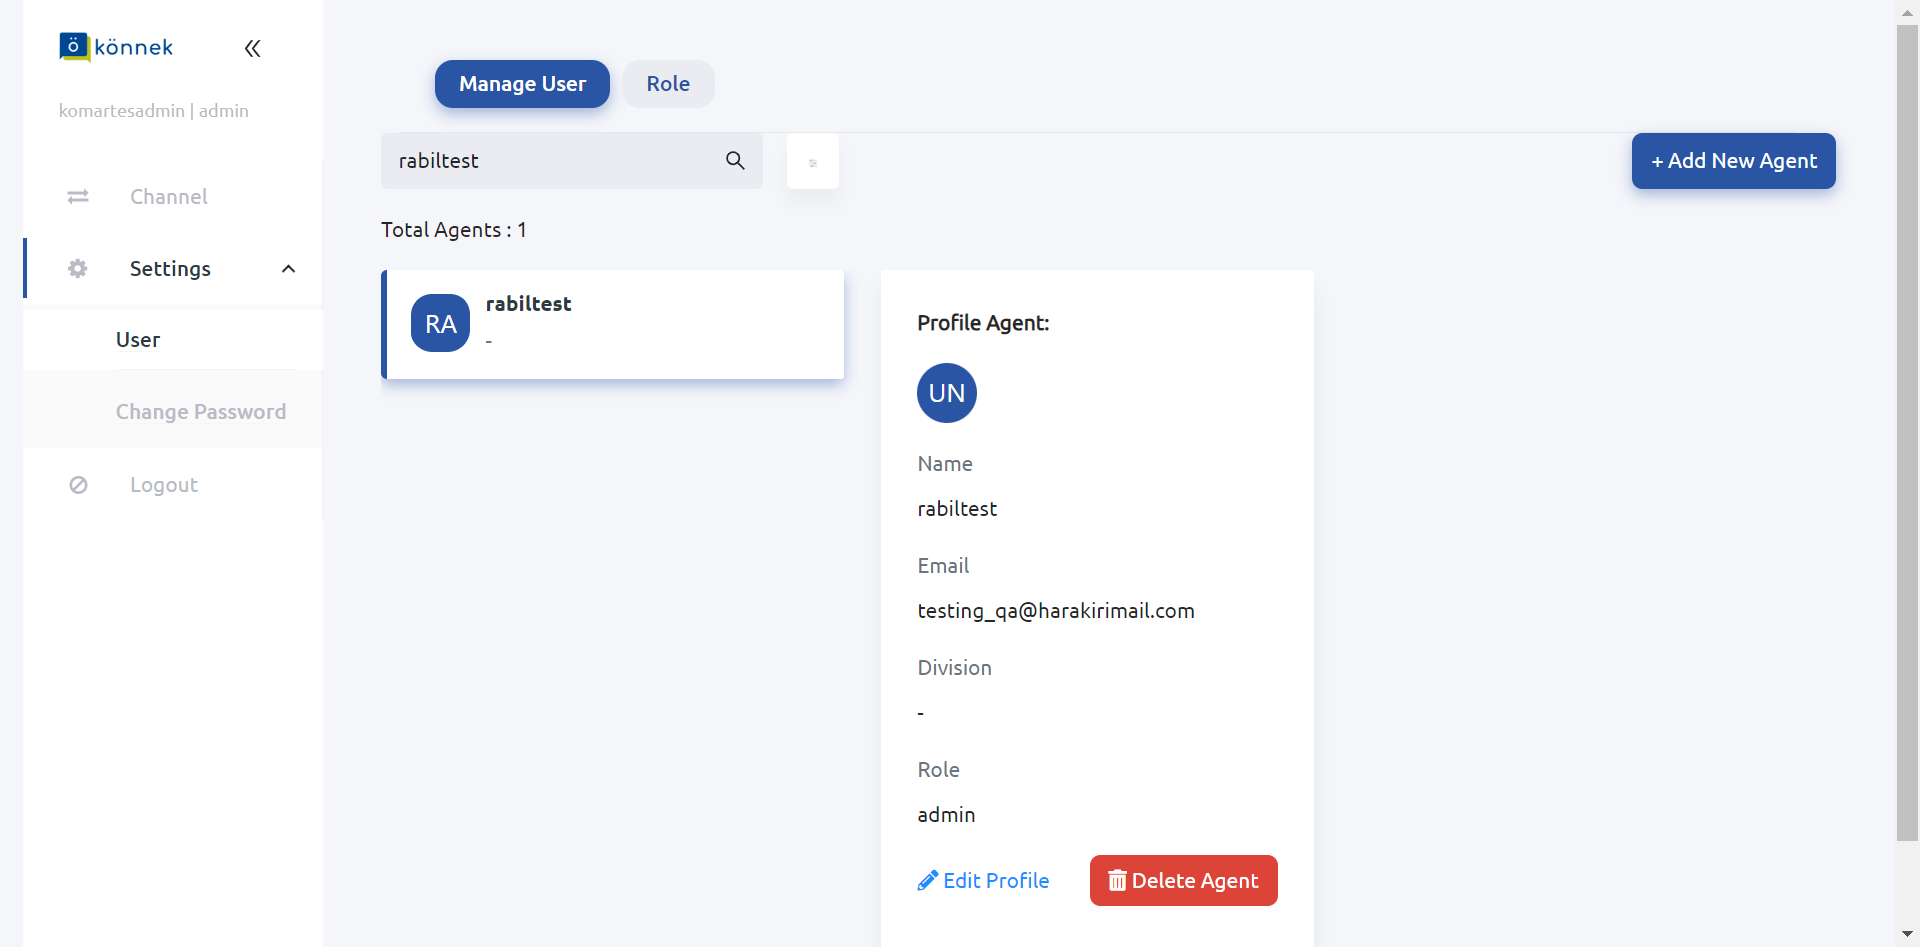 ö könnek
komartesadmin | admin
Channel
Settings
User
Change Password
Logout
Manage User
Role
rabiltest
+ Add New Agent
Total Agents : 1
RA
rabiltest
-
Profile Agent:
UN
Name
rabiltest
Email
testing_qa@harakirimail.com
Division
-
Role
admin
Edit Profile
Delete Agent